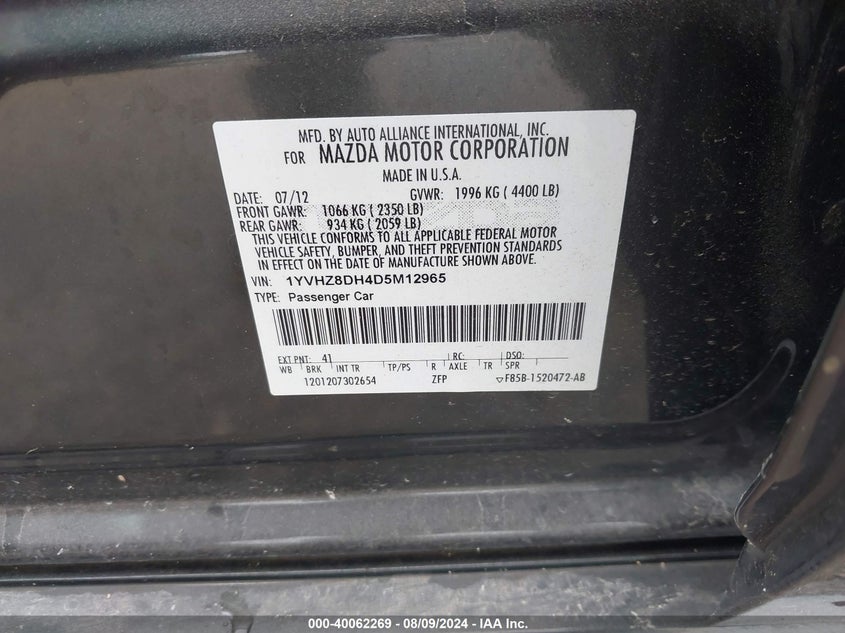 MFD. BY AUTO ALLIANCE INTERNATIONAL, INC.
FOR MAZDA MOTOR CORPORATION
MADE IN U.S.A.
DATE: 07/12 GVWR: 1996 KG ( 4400 LB)
FRONT GAWR: 1066 KG ( 2350 LB)
REAR GAWR: 934 KG ( 2059 LB)
THIS VEHICLE CONFORMS TO ALL APPLICABLE FEDERAL MOTOR
VEHICLE SAFETY, BUMPER, AND THEFT PREVENTION STANDARDS
IN EFFECT ON THE DATE OF MANUFACTURE SHOWN ABOVE.
VIN: 1YVHZ8DH4D5M12965
TYPE: Passenger Car
EXT PNT: 41 RC: DSO:
WB BRK INT TR TP/PS R AXLE TR SPR
1201207302654 ZFP F85B-1520472-AB
000-40062269 - 08/09/2024 - IAA Inc.